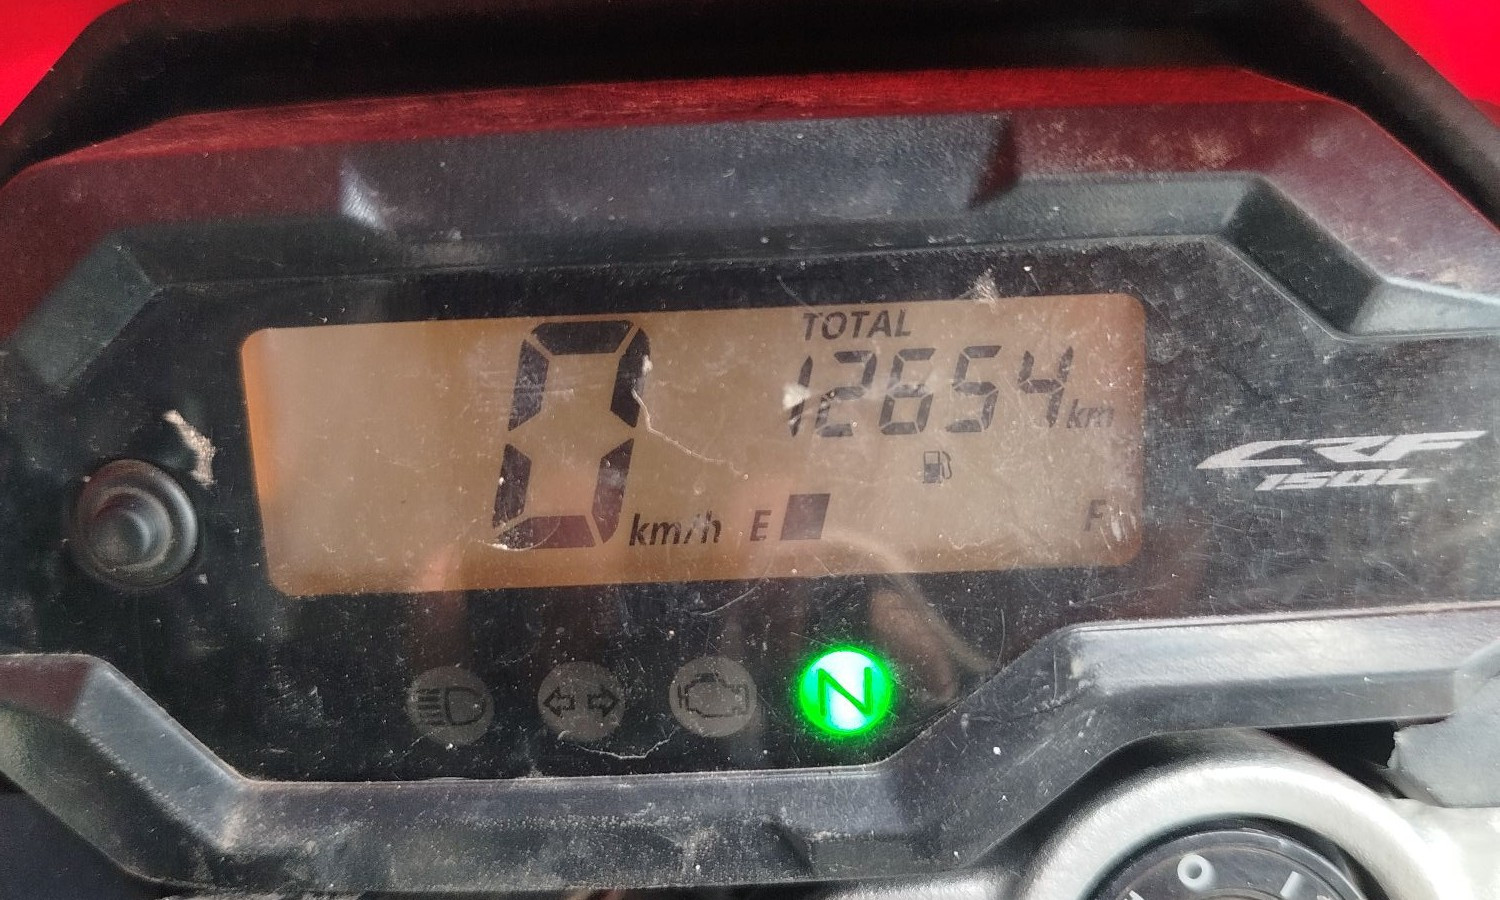 TOTAL
0 km/h
12654 km
E F
CRF
150L
N